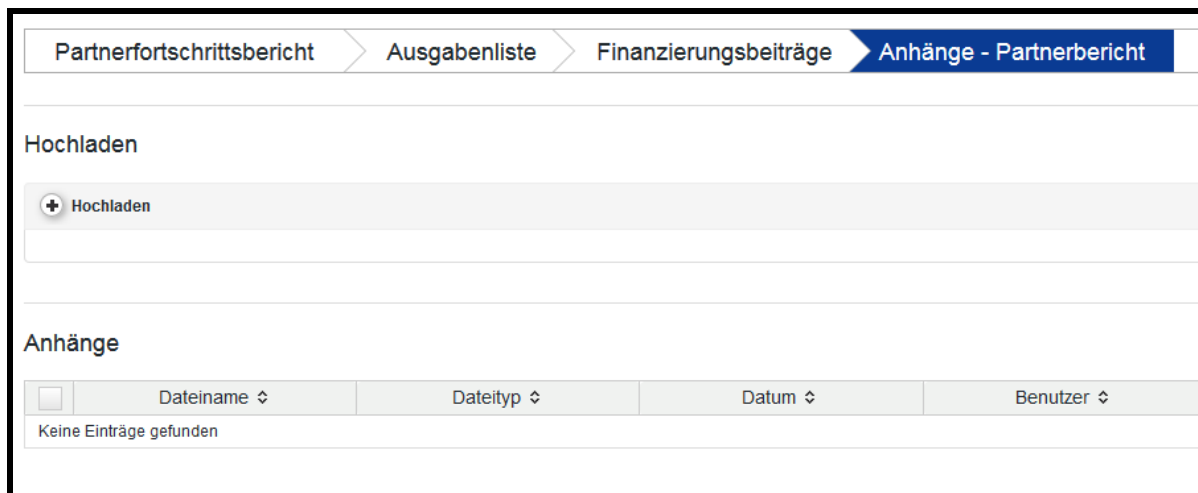 Partnerfortschrittsbericht Ausgabenliste Finanzierungsbeiträge Anhänge - Partnerbericht
Hochladen
Hochladen
Anhänge
Dateiname Dateityp Datum Benutzer
Keine Einträge gefunden